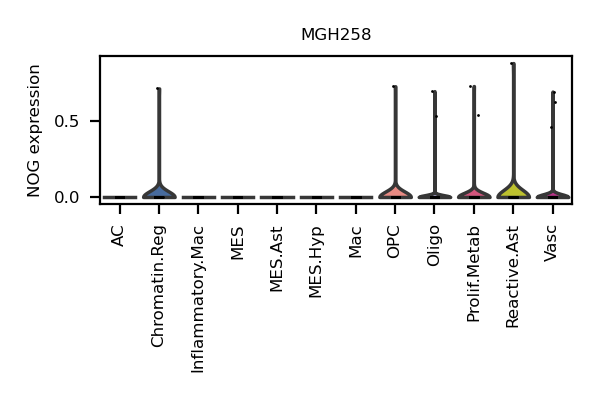 MGH258
NOG expression
0.5
0.0
AC
Chromatin.Reg
Inflammatory.Mac
MES
MES.Ast
MES.Hyp
Mac
OPC
Oligo
Prolif.Metab
Reactive.Ast
Vasc